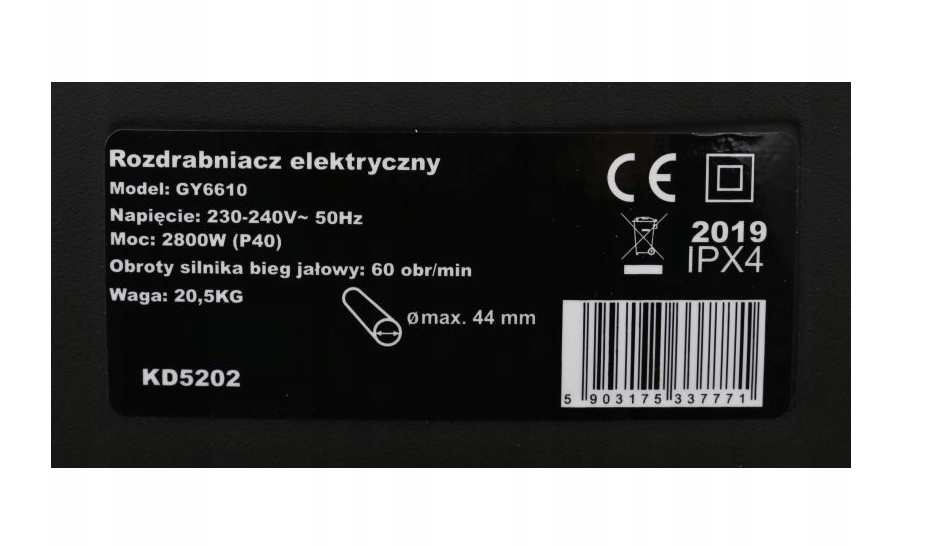 Rozdrabniacz elektryczny
Model: GY6610
Napięcie: 230-240V~ 50Hz
Moc: 2800W (P40)
Obroty silnika bieg jałowy: 60 obr/min
Waga: 20,5KG
ømax. 44 mm
KD5202
CE
2019
IPX4
5 903175 337771